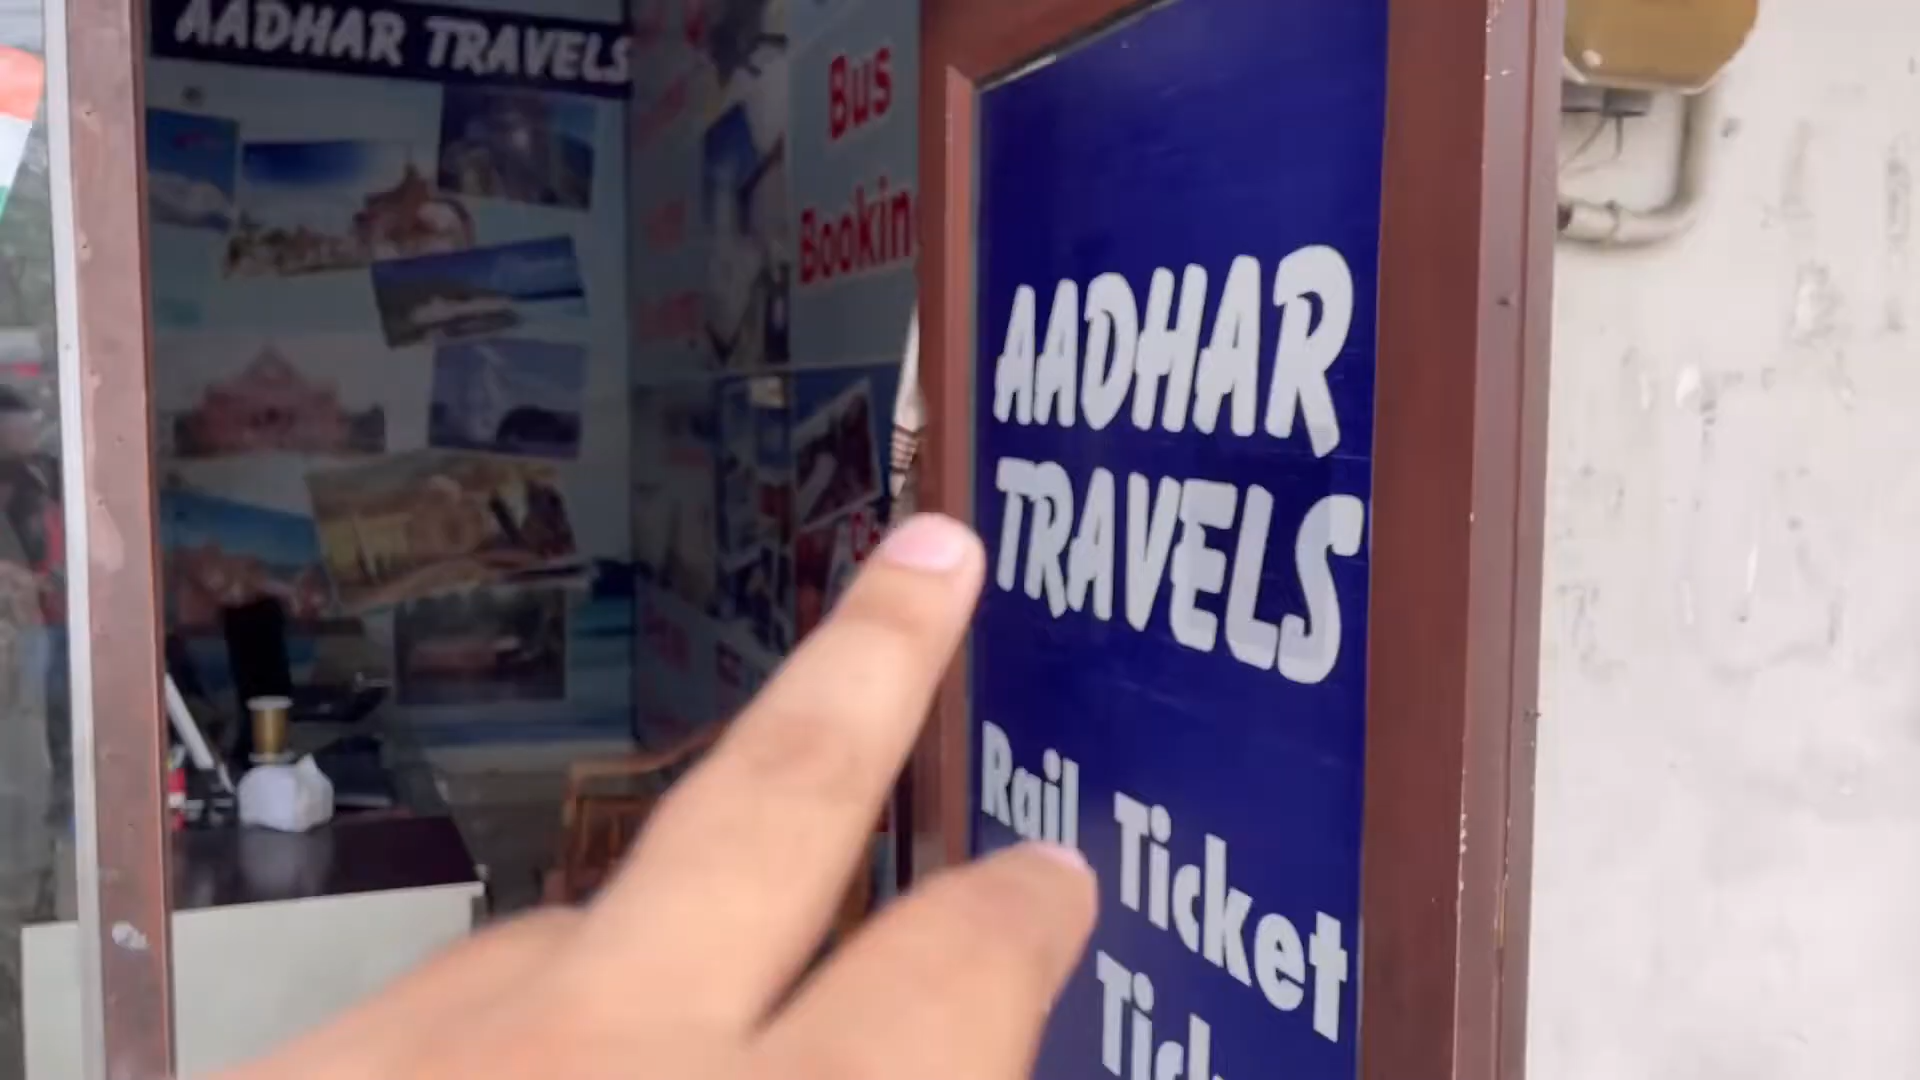 AADHAR TRAVELS
Bus
Bookin
AADHAR
TRAVELS
Rail Ticket